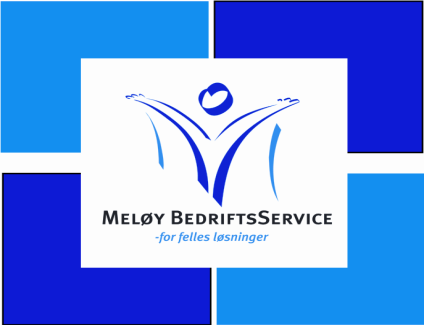 MELØY BEDRIFTSSERVICE
-for felles løsninger